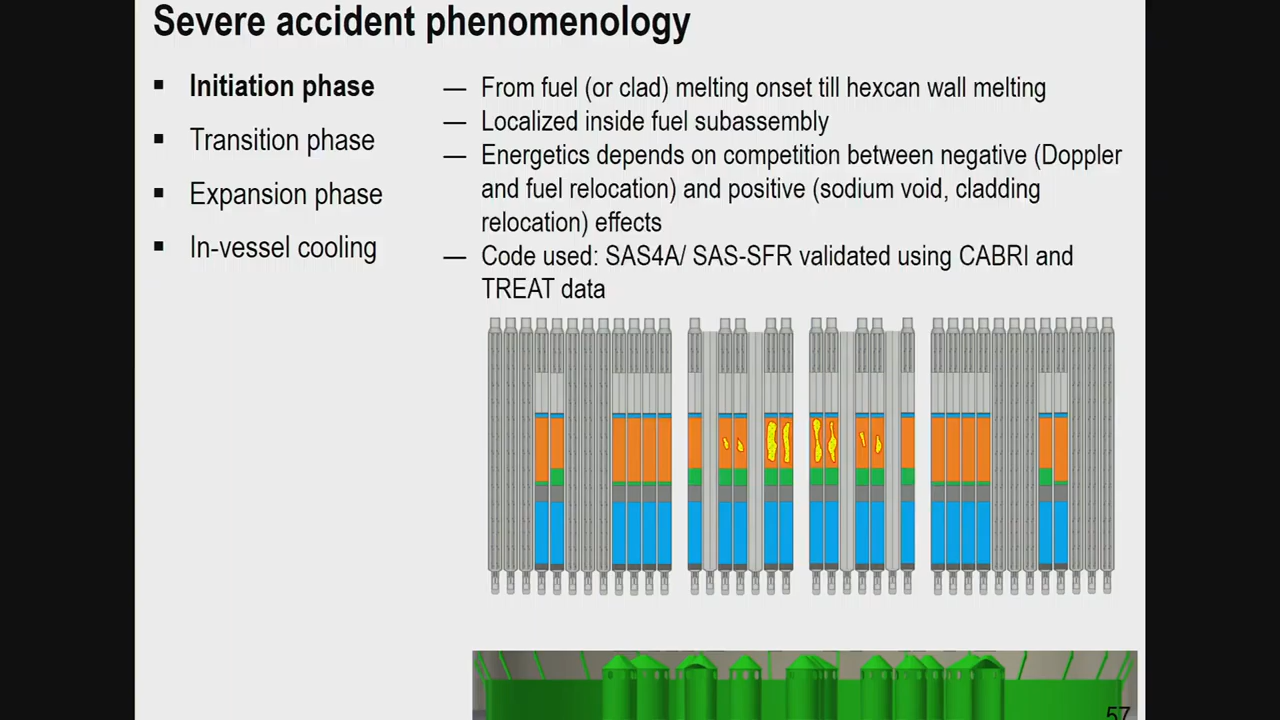 Severe accident phenomenology
▪ Initiation phase
▪ Transition phase
▪ Expansion phase
▪ In-vessel cooling
— From fuel (or clad) melting onset till hexcan wall melting
— Localized inside fuel subassembly
— Energetics depends on competition between negative (Doppler
and fuel relocation) and positive (sodium void, cladding
relocation) effects
— Code used: SAS4A/ SAS-SFR validated using CABRI and
TREAT data
57